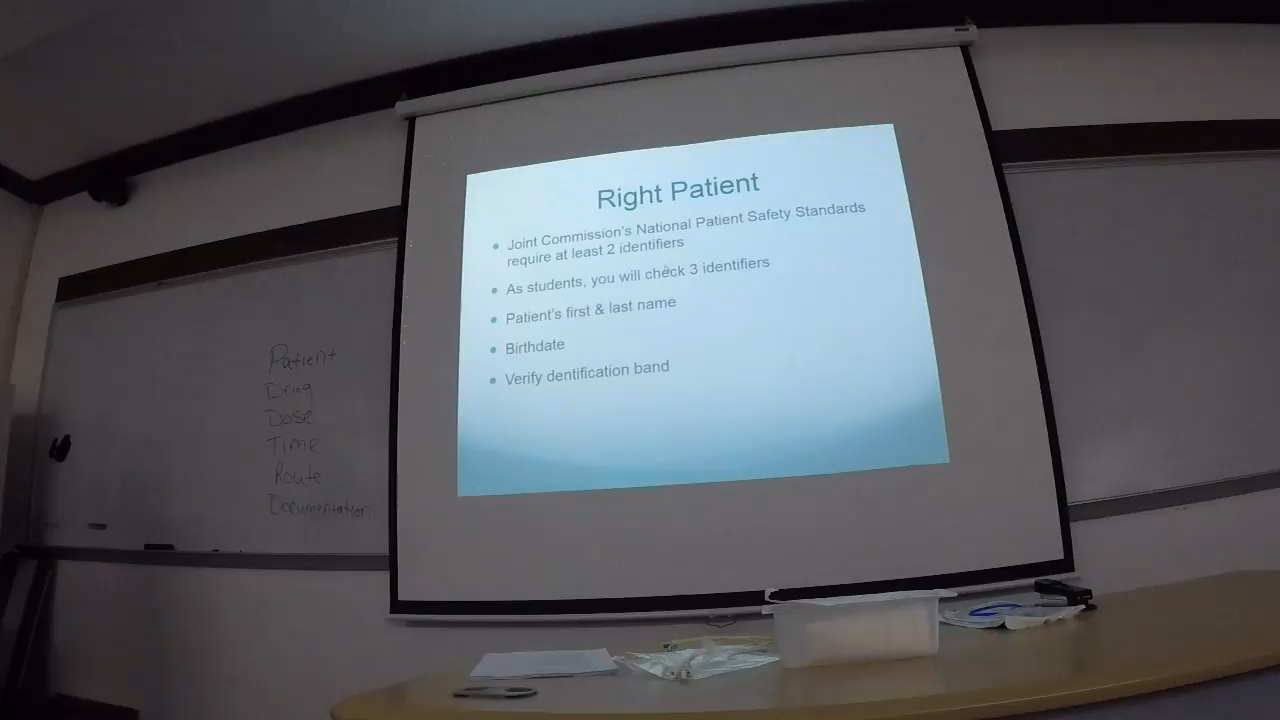 Patient
Drug
Dose
Time
Route
Documentation
Right Patient
• Joint Commission's National Patient Safety Standards
require at least 2 identifiers
• As students, you will check 3 identifiers
• Patient's first & last name
• Birthdate
• Verify dentification band